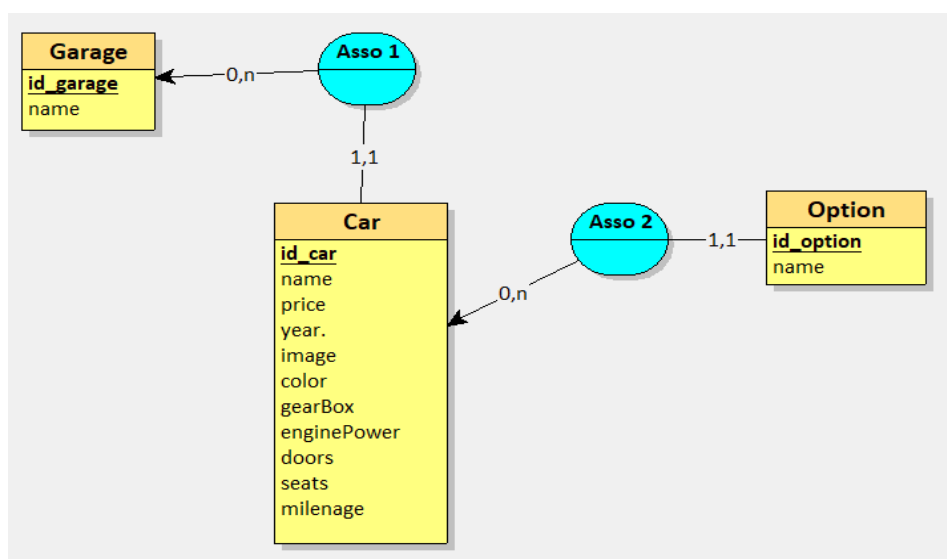 Garage
id_garage
name
0,n
Asso 1
1,1
Car
id_car
name
price
year.
image
color
gearBox
enginePower
doors
seats
milenage
0,n
Asso 2
1,1
Option
id_option
name